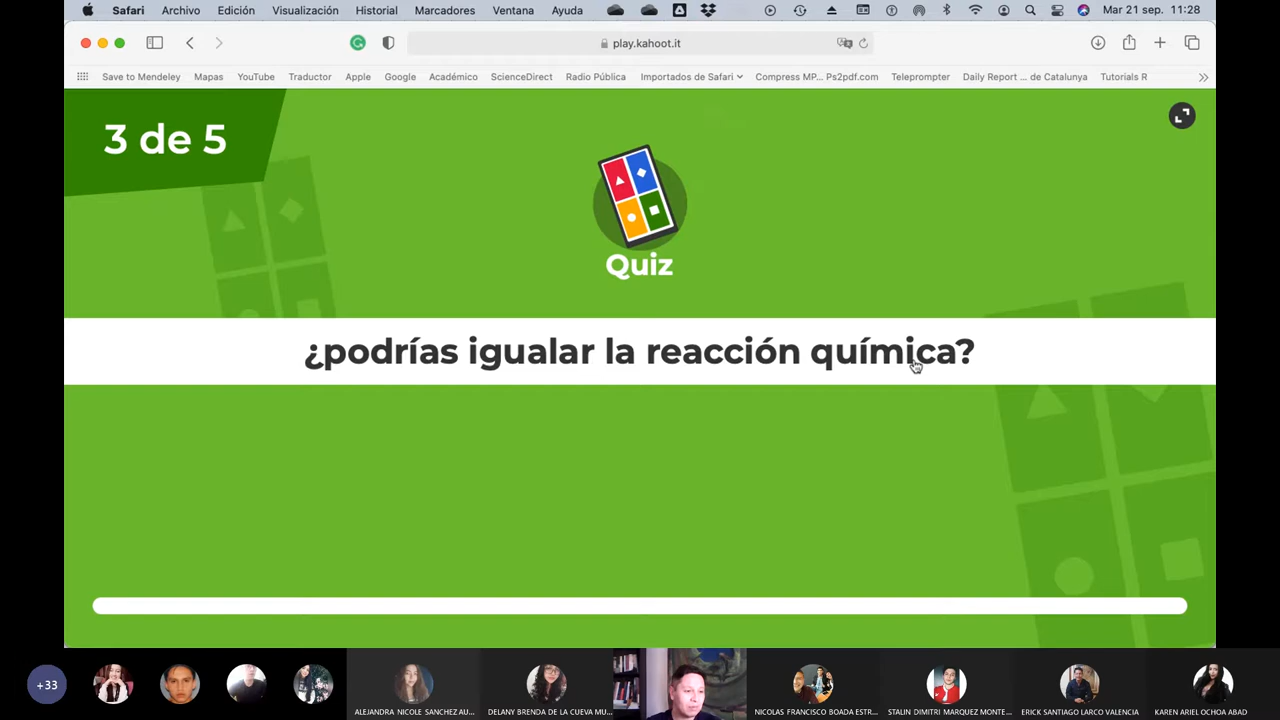 Safari Archivo Edición Visualización Historial Marcadores Ventana Ayuda Mar 21 sep. 11:28
play.kahoot.it
Save to Mendeley Mapas YouTube Traductor Apple Google Académico ScienceDirect Radio Pública Importados de Safari Compress MP... Ps2pdf.com Teleprompter Daily Report ... de Catalunya Tutorials R
3 de 5
Quiz
¿podrías igualar la reacción química?
+33
ALEJANDRA NICOLE SANCHEZ AU... DELANY BRENDA DE LA CUEVA MU... NICOLAS FRANCISCO BOADA ESTR... STALIN DIMITRI MARQUEZ MONTE... ERICK SANTIAGO LARCO VALENCIA KAREN ARIEL OCHOA ABAD